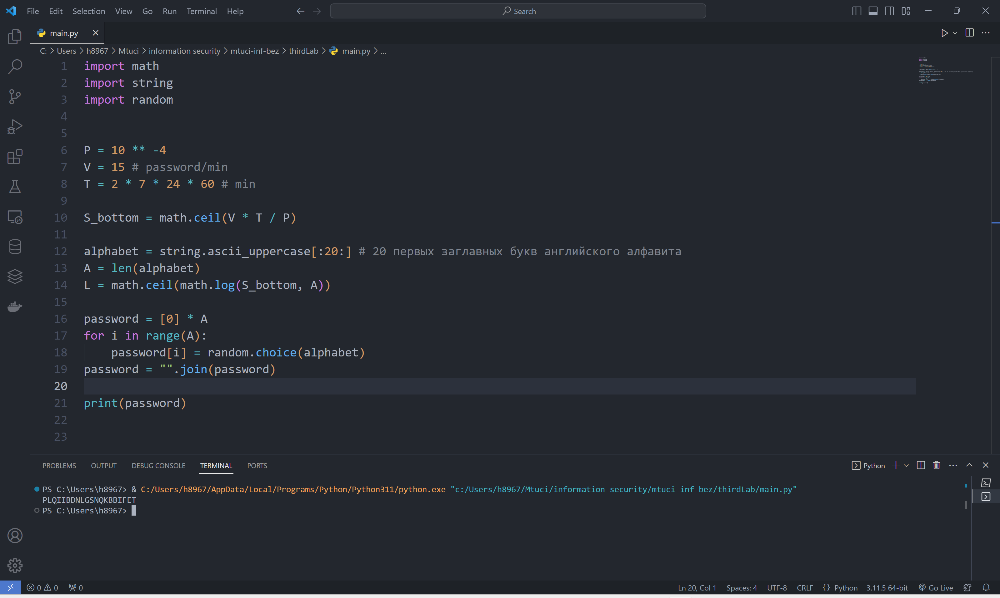 File Edit Selection View Go Run Terminal Help Search
main.py
C: > Users > h8967 > Mtuci > information security > mtuci-inf-bez > thirdLab > main.py > ...
1 import math
2 import string
3 import random
4
5
6 P = 10 ** -4
7 V = 15 # password/min
8 T = 2 * 7 * 24 * 60 # min
9
10 S_bottom = math.ceil(V * T / P)
11
12 alphabet = string.ascii_uppercase[:20:] # 20 первых заглавных букв английского алфавита
13 A = len(alphabet)
14 L = math.ceil(math.log(S_bottom, A))
15
16 password = [0] * A
17 for i in range(A):
18     password[i] = random.choice(alphabet)
19 password = "".join(password)
20
21 print(password)
22
23
PROBLEMS OUTPUT DEBUG CONSOLE TERMINAL PORTS Python
PS C:\Users\h8967> & C:/Users/h8967/AppData/Local/Programs/Python/Python311/python.exe "c:/Users/h8967/Mtuci/information security/mtuci-inf-bez/thirdLab/main.py"
PLQIIBDNLGSNQKBBIFET
PS C:\Users\h8967>
0 0 0 Ln 20, Col 1 Spaces: 4 UTF-8 CRLF {} Python 3.11.5 64-bit Go Live